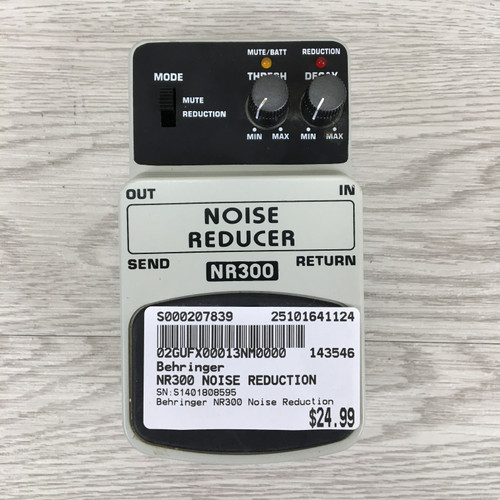 MUTE/BATT REDUCTION
MODE THRESH DECAY
MUTE
REDUCTION
MIN MAX MIN MAX
OUT IN
NOISE
REDUCER
SEND RETURN
NR300
S000207839 25101641124
02GUFX00013NM0000 143546
Behringer
NR300 NOISE REDUCTION
SN:S1401808595
Behringer NR300 Noise Reduction
$24.99